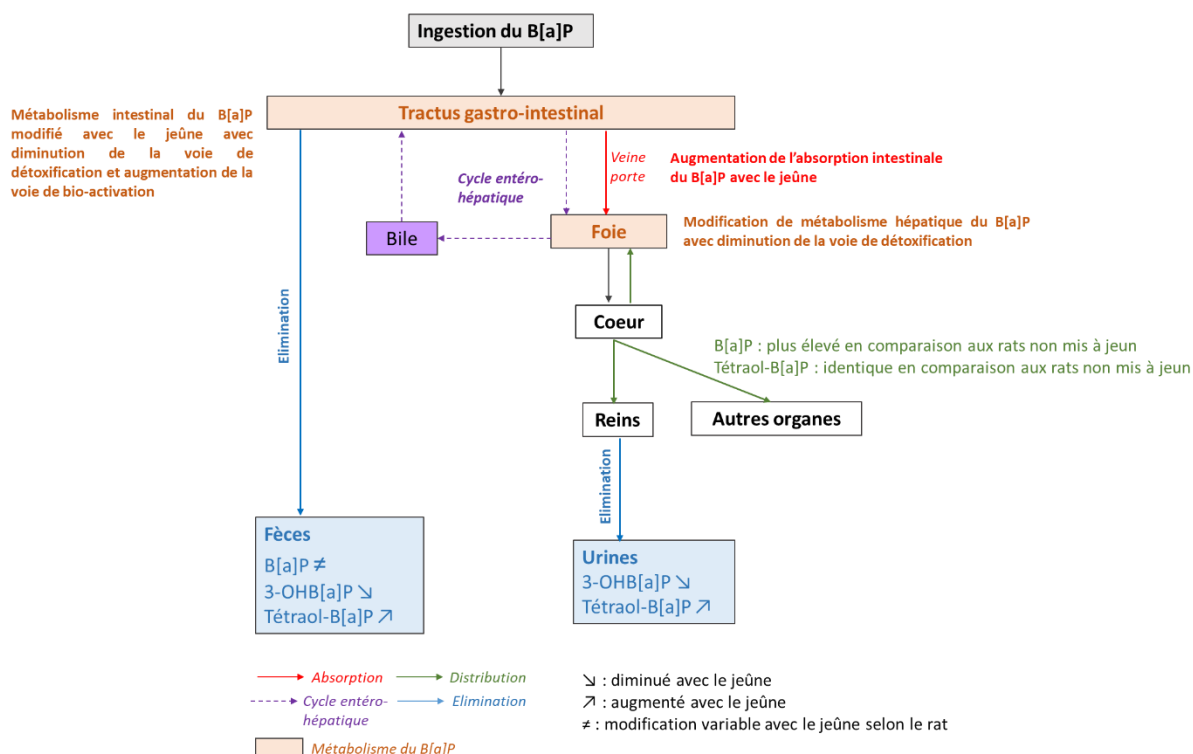 Ingestion du B[a]P
Tractus gastro-intestinal
Métabolisme intestinal du B[a]P
modifié avec le jeûne avec
diminution de la voie de
détoxification et augmentation de la
voie de bio-activation
Veine
porte
Augmentation de l'absorption intestinale
du B[a]P avec le jeûne
Cycle entéro-
hépatique
Bile
Foie
Modification de métabolisme hépatique du B[a]P
avec diminution de la voie de détoxification
Elimination
Coeur
B[a]P : plus élevé en comparaison aux rats non mis à jeun
Tétraol-B[a]P : identique en comparaison aux rats non mis à jeun
Reins
Autres organes
Elimination
Fèces
B[a]P ≠
3-OHB[a]P ↘
Tétraol-B[a]P ↗
Urines
3-OHB[a]P ↘
Tétraol-B[a]P ↗
Absorption
Distribution
Cycle entéro-
hépatique
Elimination
Métabolisme du B[a]P
↘ : diminué avec le jeûne
↗ : augmenté avec le jeûne
≠ : modification variable avec le jeûne selon le rat